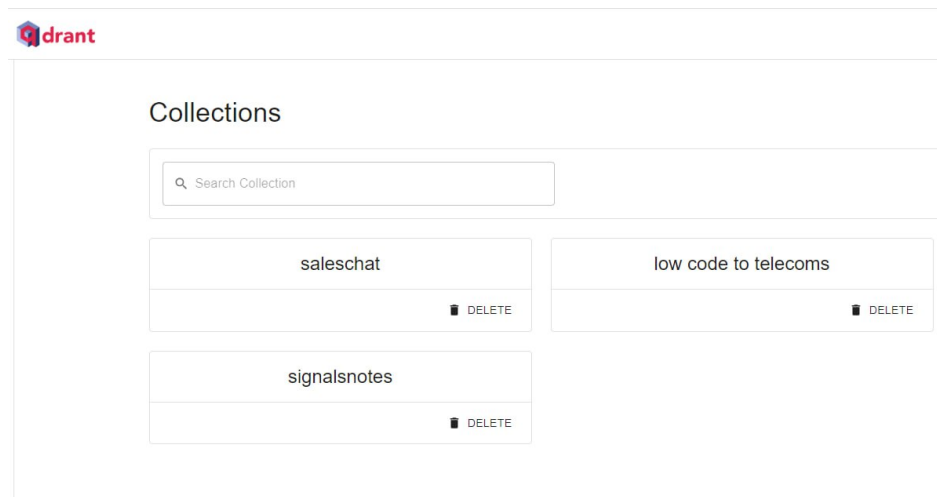 qdrant
Collections
Search Collection
saleschat
low code to telecoms
DELETE
DELETE
signalsnotes
DELETE